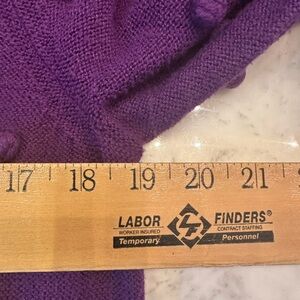 17 18 19 20 21
LABOR FINDERS®
WORKER INSURED CONTRACT STAFFING
Temporary Personnel